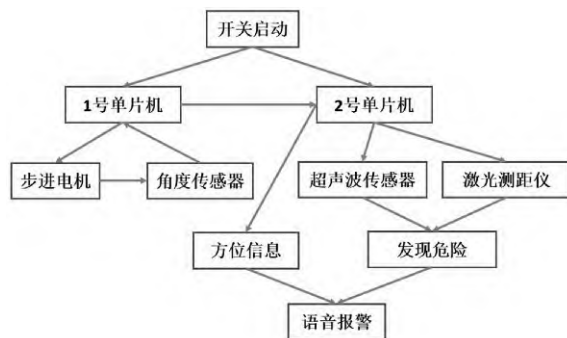 开关启动
1号单片机
2号单片机
步进电机
角度传感器
超声波传感器
激光测距仪
方位信息
发现危险
语音报警